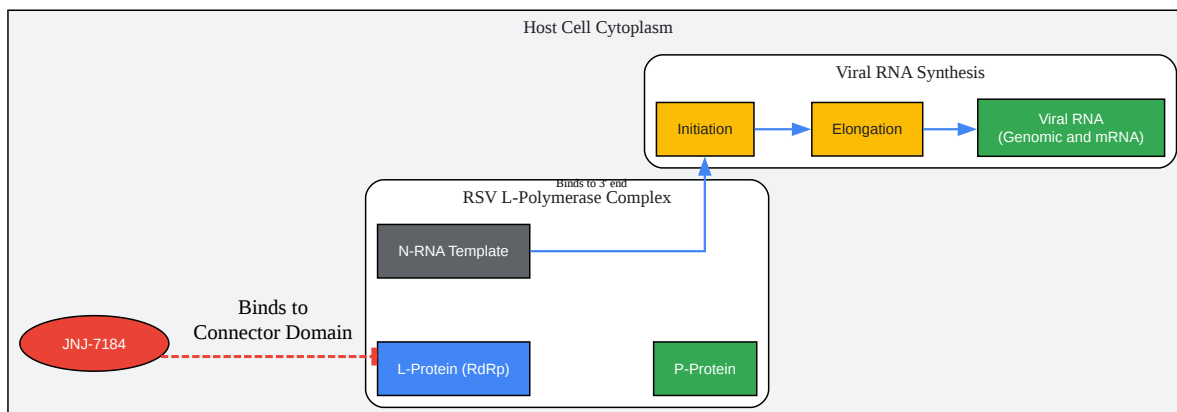 Host Cell Cytoplasm
Viral RNA Synthesis
Initiation
Elongation
Viral RNA
(Genomic and mRNA)
Binds to 3' end
RSV L-Polymerase Complex
N-RNA Template
Binds to
Connector Domain
JNJ-7184
L-Protein (RdRp)
P-Protein